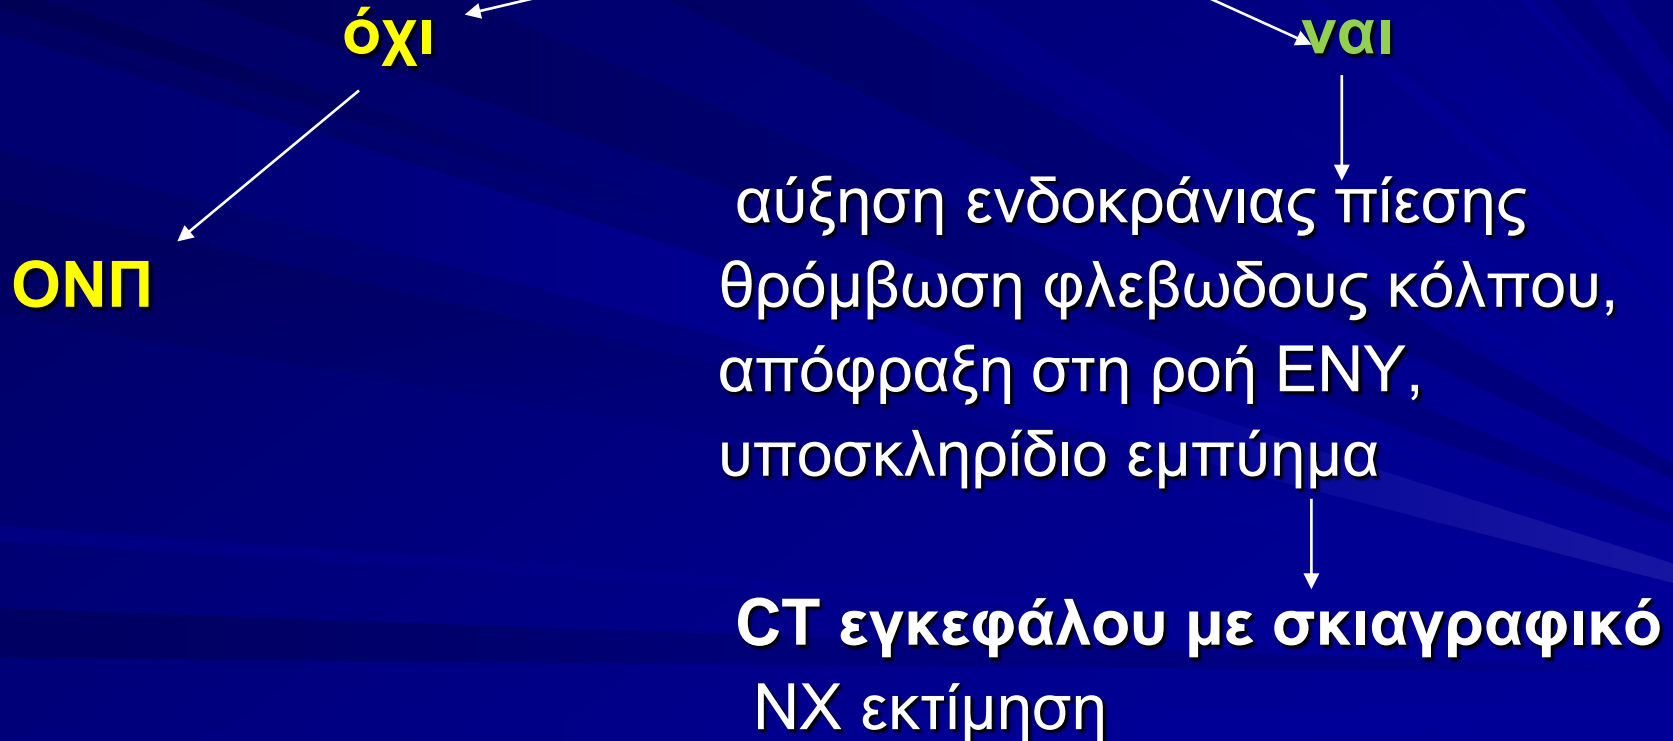 όχι ναι
αύξηση ενδοκράνιας πίεσης
ΟΝΠ θρόμβωση φλεβωδους κόλπου,
απόφραξη στη ροή ΕΝΥ,
υποσκληρίδιο εμπύημα
CT εγκεφάλου με σκιαγραφικό
ΝΧ εκτίμηση